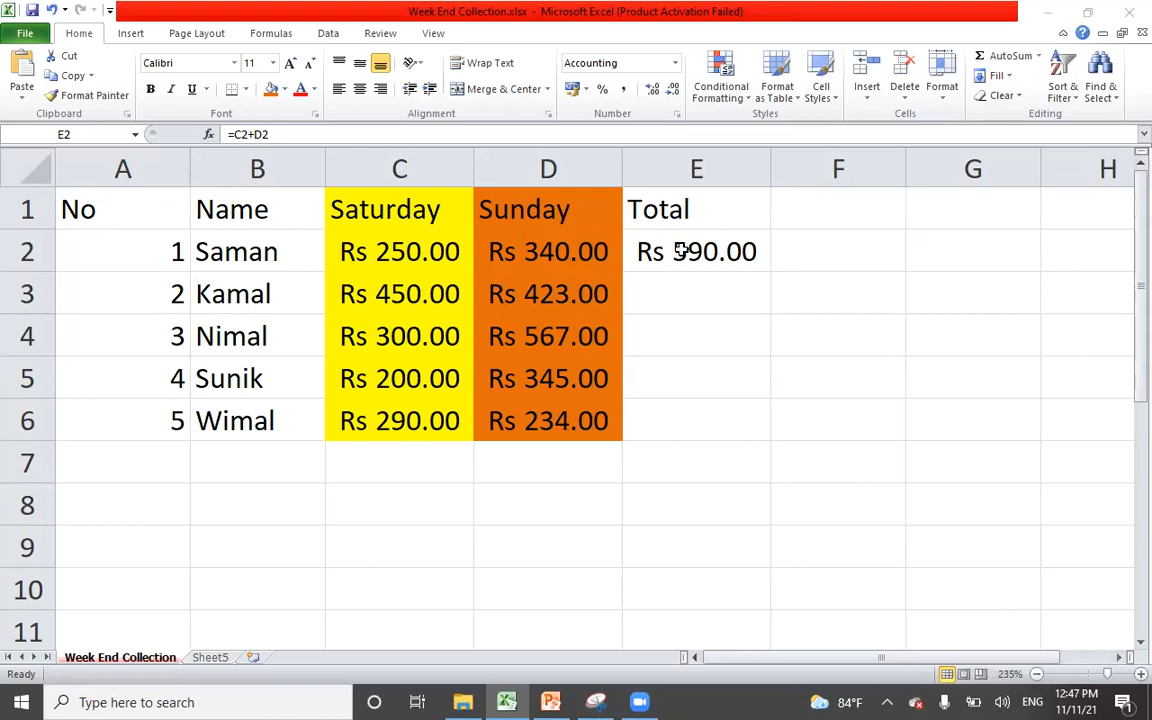 Week End Collection.xlsx - Microsoft Excel (Product Activation Failed)
File Home Insert Page Layout Formulas Data Review View
Paste Cut Copy Format Painter Clipboard
Calibri 11 B I U A A A Font
Wrap Text Merge & Center Alignment
Accounting % , .0 .00 .00 .0 Number
Conditional Formatting Format as Table Cell Styles Styles
Insert Delete Format Cells
Σ AutoSum Fill Clear Sort & Filter Find & Select Editing
E2 fx =C2+D2
A B C D E F G H
1 No Name Saturday Sunday Total
2 1 Saman Rs 250.00 Rs 340.00 Rs 590.00
3 2 Kamal Rs 450.00 Rs 423.00
4 3 Nimal Rs 300.00 Rs 567.00
5 4 Sunik Rs 200.00 Rs 345.00
6 5 Wimal Rs 290.00 Rs 234.00
7
8
9
10
11
Week End Collection Sheet5
Ready 235%
Type here to search 84°F ENG 12:47 PM
11/11/21 1